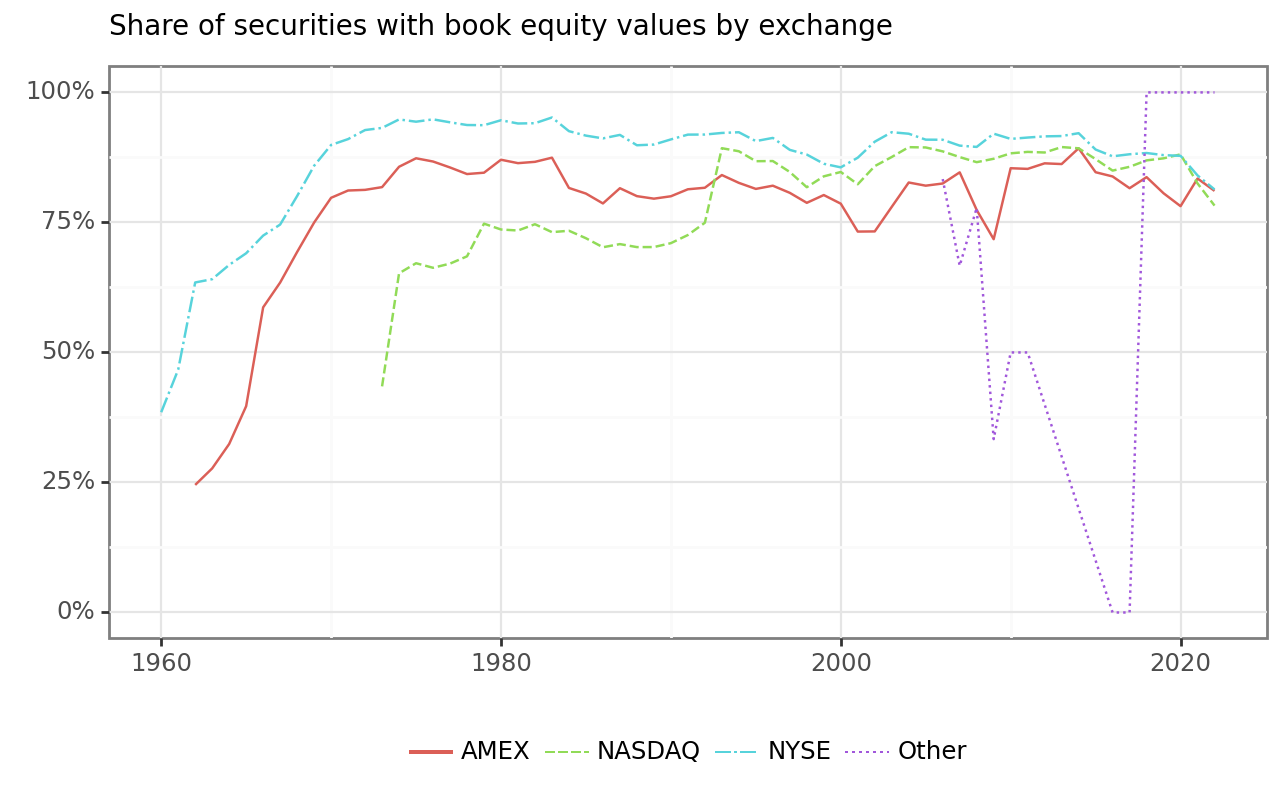 Share of securities with book equity values by exchange
100%
75%
50%
25%
0%
1960 1980 2000 2020
AMEX NASDAQ NYSE Other